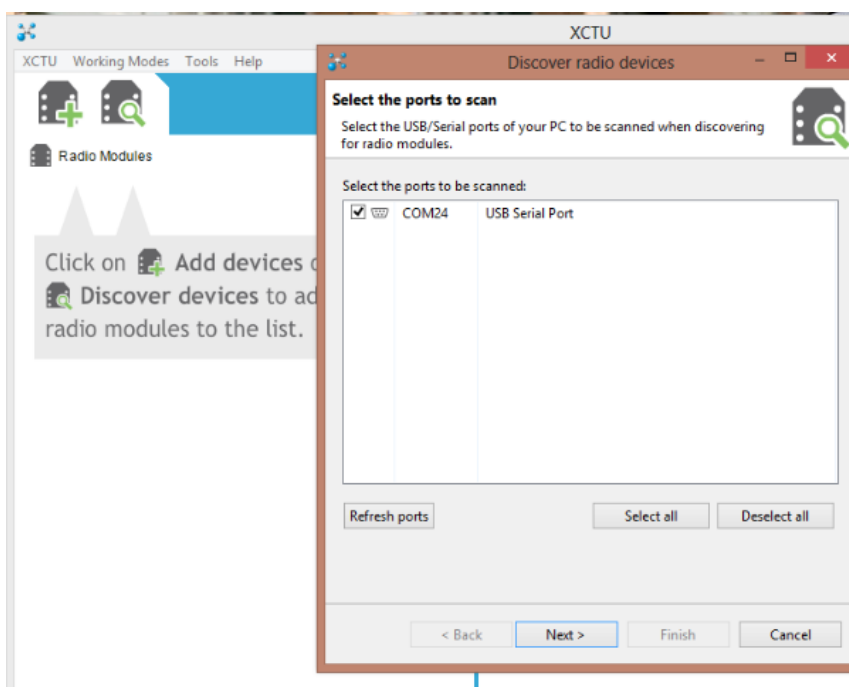 XCTU
XCTU Working Modes Tools Help
Radio Modules
Click on Add devices
Discover devices to
radio modules to the list.
Discover radio devices
Select the ports to scan
Select the USB/Serial ports of your PC to be scanned when discovering
for radio modules.
Select the ports to be scanned:
COM24 USB Serial Port
Refresh ports Select all Deselect all
< Back Next > Finish Cancel